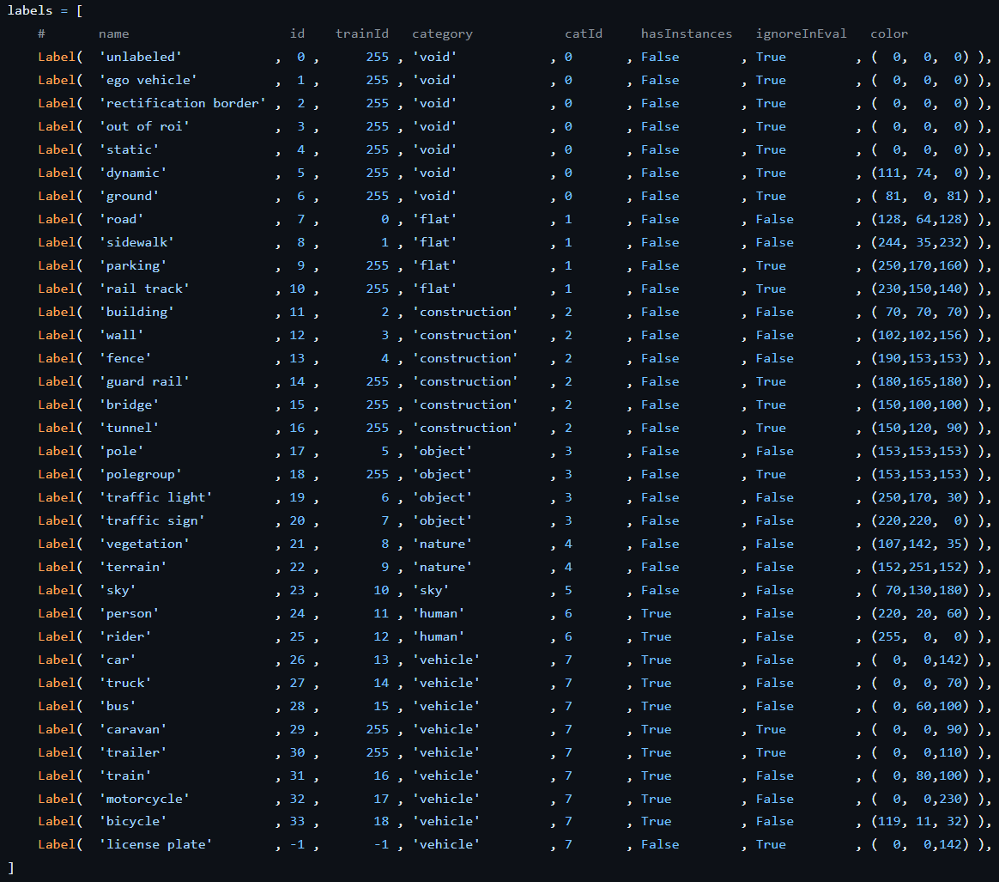 labels = [
    #       name                     id    trainId   category            catId     hasInstances   ignoreInEval   color
    Label(  'unlabeled'            ,  0 ,      255 , 'void'            , 0       , False        , True         , (  0,  0,  0) ),
    Label(  'ego vehicle'          ,  1 ,      255 , 'void'            , 0       , False        , True         , (  0,  0,  0) ),
    Label(  'rectification border' ,  2 ,      255 , 'void'            , 0       , False        , True         , (  0,  0,  0) ),
    Label(  'out of roi'           ,  3 ,      255 , 'void'            , 0       , False        , True         , (  0,  0,  0) ),
    Label(  'static'               ,  4 ,      255 , 'void'            , 0       , False        , True         , (  0,  0,  0) ),
    Label(  'dynamic'              ,  5 ,      255 , 'void'            , 0       , False        , True         , (111, 74,  0) ),
    Label(  'ground'               ,  6 ,      255 , 'void'            , 0       , False        , True         , ( 81,  0, 81) ),
    Label(  'road'                 ,  7 ,        0 , 'flat'            , 1       , False        , False        , (128, 64,128) ),
    Label(  'sidewalk'             ,  8 ,        1 , 'flat'            , 1       , False        , False        , (244, 35,232) ),
    Label(  'parking'              ,  9 ,      255 , 'flat'            , 1       , False        , True         , (250,170,160) ),
    Label(  'rail track'           , 10 ,      255 , 'flat'            , 1       , False        , True         , (230,150,140) ),
    Label(  'building'             , 11 ,        2 , 'construction'    , 2       , False        , False        , ( 70, 70, 70) ),
    Label(  'wall'                 , 12 ,        3 , 'construction'    , 2       , False        , False        , (102,102,156) ),
    Label(  'fence'                , 13 ,        4 , 'construction'    , 2       , False        , False        , (190,153,153) ),
    Label(  'guard rail'           , 14 ,      255 , 'construction'    , 2       , False        , True         , (180,165,180) ),
    Label(  'bridge'               , 15 ,      255 , 'construction'    , 2       , False        , True         , (150,100,100) ),
    Label(  'tunnel'               , 16 ,      255 , 'construction'    , 2       , False        , True         , (150,120, 90) ),
    Label(  'pole'                 , 17 ,        5 , 'object'          , 3       , False        , False        , (153,153,153) ),
    Label(  'polegroup'            , 18 ,      255 , 'object'          , 3       , False        , True         , (153,153,153) ),
    Label(  'traffic light'        , 19 ,        6 , 'object'          , 3       , False        , False        , (250,170, 30) ),
    Label(  'traffic sign'         , 20 ,        7 , 'object'          , 3       , False        , False        , (220,220,  0) ),
    Label(  'vegetation'           , 21 ,        8 , 'nature'          , 4       , False        , False        , (107,142, 35) ),
    Label(  'terrain'              , 22 ,        9 , 'nature'          , 4       , False        , False        , (152,251,152) ),
    Label(  'sky'                  , 23 ,       10 , 'sky'             , 5       , False        , False        , ( 70,130,180) ),
    Label(  'person'               , 24 ,       11 , 'human'           , 6       , True         , False        , (220, 20, 60) ),
    Label(  'rider'                , 25 ,       12 , 'human'           , 6       , True         , False        , (255,  0,  0) ),
    Label(  'car'                  , 26 ,       13 , 'vehicle'         , 7       , True         , False        , (  0,  0,142) ),
    Label(  'truck'                , 27 ,       14 , 'vehicle'         , 7       , True         , False        , (  0,  0, 70) ),
    Label(  'bus'                  , 28 ,       15 , 'vehicle'         , 7       , True         , False        , (  0, 60,100) ),
    Label(  'caravan'              , 29 ,      255 , 'vehicle'         , 7       , True         , True         , (  0,  0, 90) ),
    Label(  'trailer'              , 30 ,      255 , 'vehicle'         , 7       , True         , True         , (  0,  0,110) ),
    Label(  'train'                , 31 ,       16 , 'vehicle'         , 7       , True         , False        , (  0, 80,100) ),
    Label(  'motorcycle'           , 32 ,       17 , 'vehicle'         , 7       , True         , False        , (  0,  0,230) ),
    Label(  'bicycle'              , 33 ,       18 , 'vehicle'         , 7       , True         , False        , (119, 11, 32) ),
    Label(  'license plate'        , -1 ,       -1 , 'vehicle'         , 7       , False        , True         , (  0,  0,142) ),
]